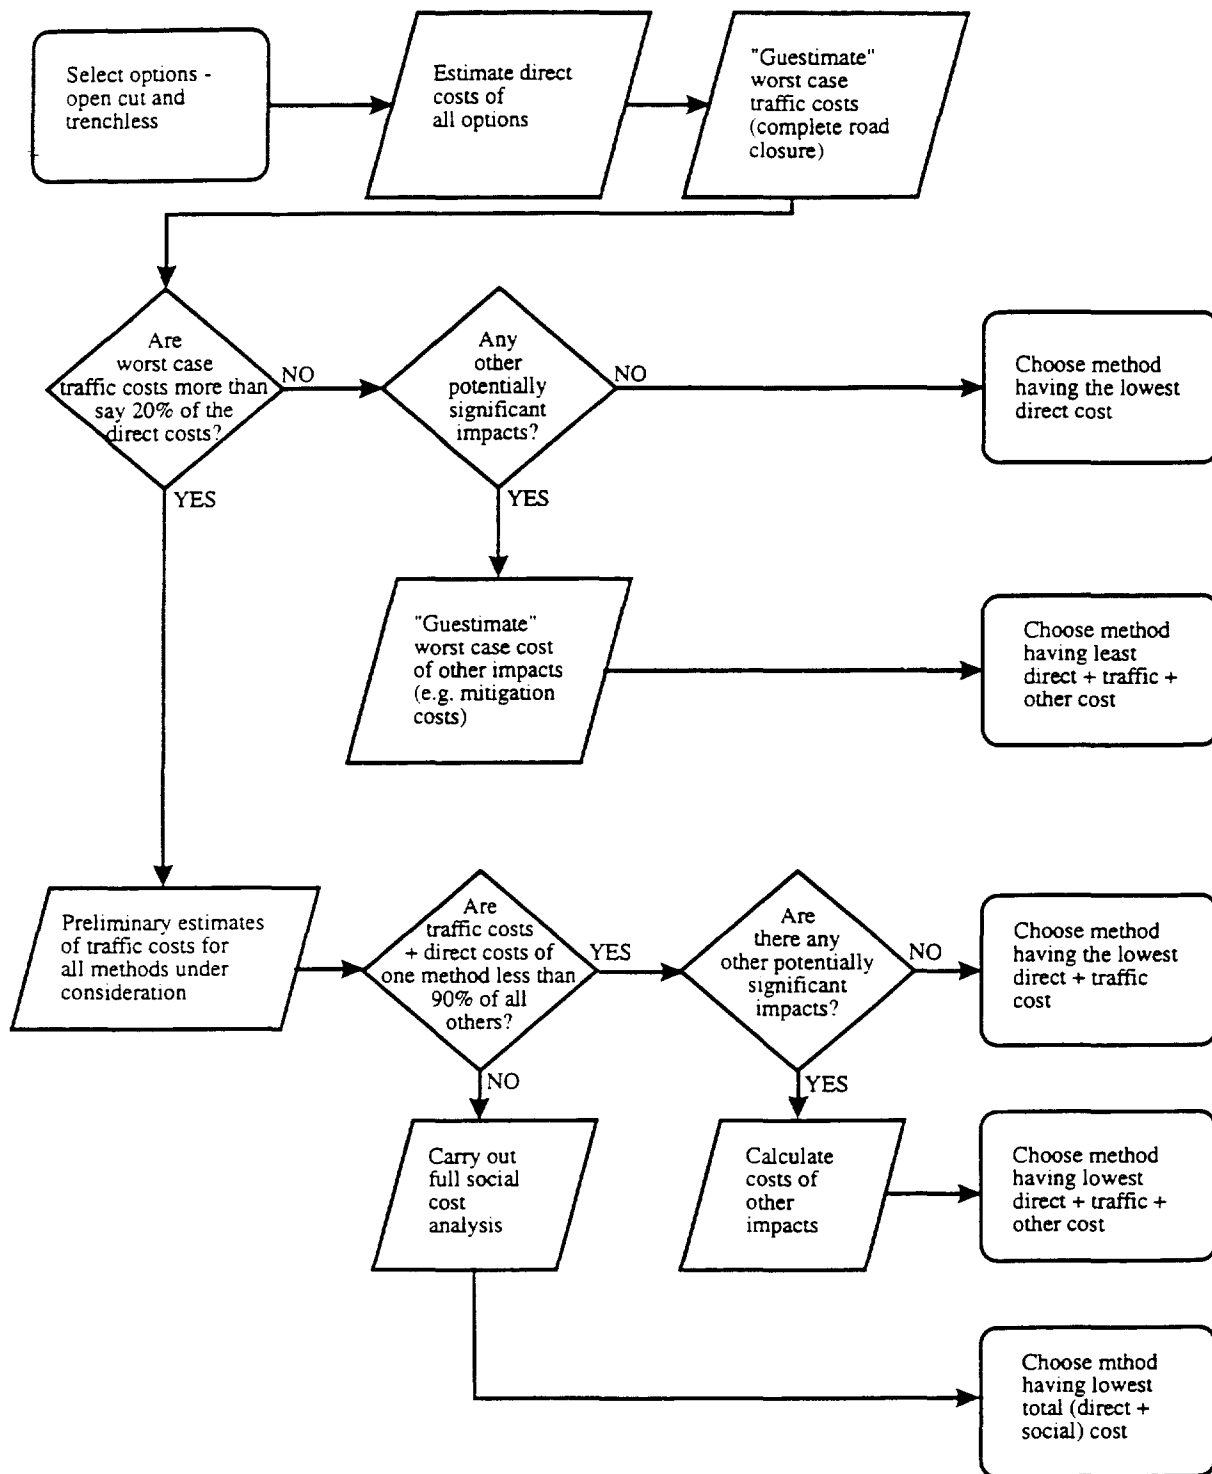 Select options -
open cut and
trenchless
Estimate direct
costs of
all options
"Guestimate"
worst case
traffic costs
(complete road
closure)
Are
worst case
traffic costs more than
say 20% of the
direct costs?
NO
YES
Any
other
potentially
significant
impacts?
NO
YES
Choose method
having the lowest
direct cost
"Guestimate"
worst case cost
of other impacts
(e.g. mitigation
costs)
Choose method
having least
direct + traffic +
other cost
Preliminary estimates
of traffic costs for
all methods under
consideration
Are
traffic costs
+ direct costs of
one method less than
90% of all
others?
YES
NO
Are
there any
other potentially
significant
impacts?
NO
YES
Choose method
having the lowest
direct + traffic
cost
Carry out
full social
cost
analysis
Calculate
costs of
other
impacts
Choose method
having lowest
direct + traffic +
other cost
Choose mthod
having lowest
total (direct +
social) cost